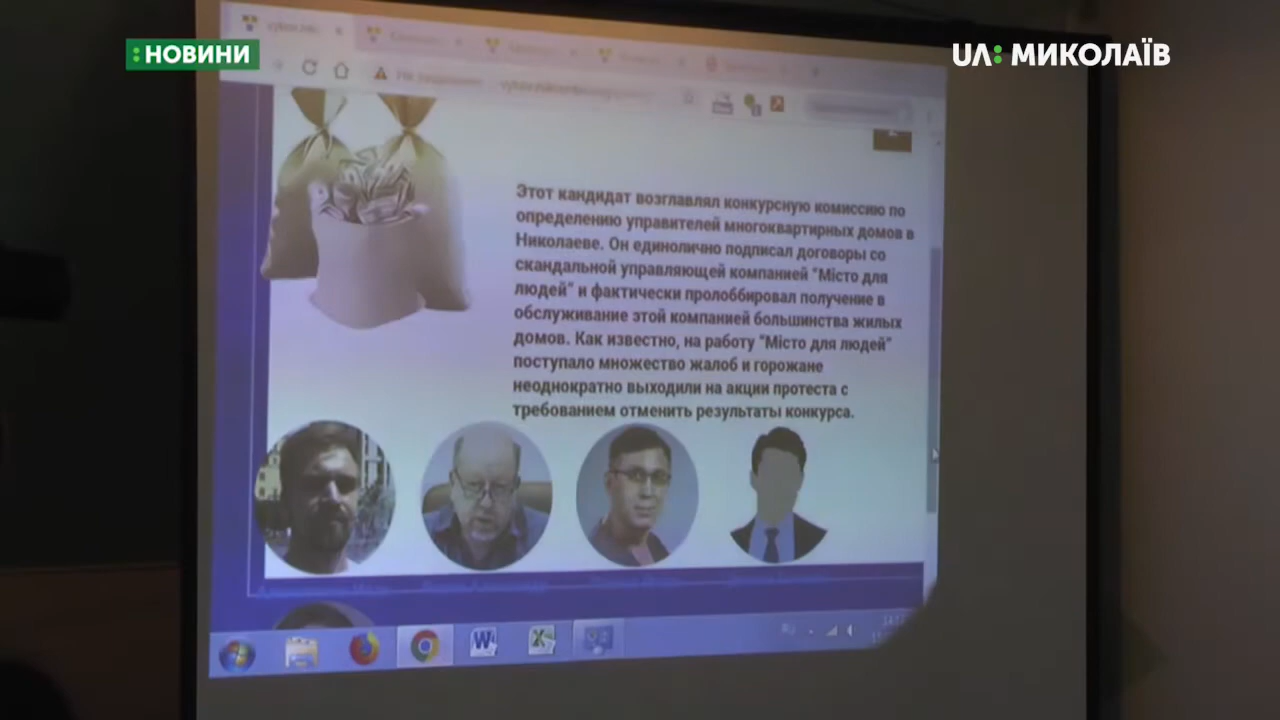 НОВИНИ
UA: МИКОЛАЇВ
Этот кандидат возглавлял конкурсную комиссию по
определению управителей многоквартирных домов в
Николаеве. Он единолично подписал договоры со
скандальной управляющей компанией "Місто для
людей" и фактически пролоббировал получение в
обслуживание этой компанией большинства жилых
домов. Как известно, на работу "Місто для людей"
поступало множество жалоб и горожане
неоднократно выходили на акции протеста с
требованием отменить результаты конкурса.